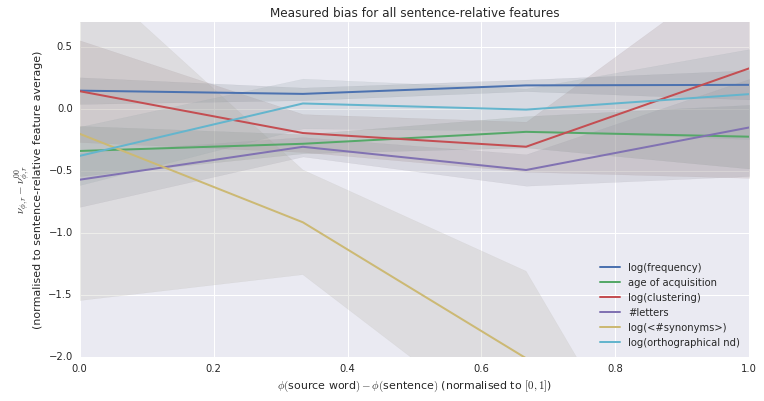 Measured bias for all sentence-relative features
0.5
0.0
−0.5
−1.0
−1.5
−2.0
0.0 0.2 0.4 0.6 0.8 1.0
ν_{ϕ,r} − ν_{ϕ,r}^{00}
(normalised to sentence-relative feature average)
ϕ(source word) − ϕ(sentence) (normalised to [0, 1])
log(frequency)
age of acquisition
log(clustering)
#letters
log(<#synonyms>)
log(orthographical nd)